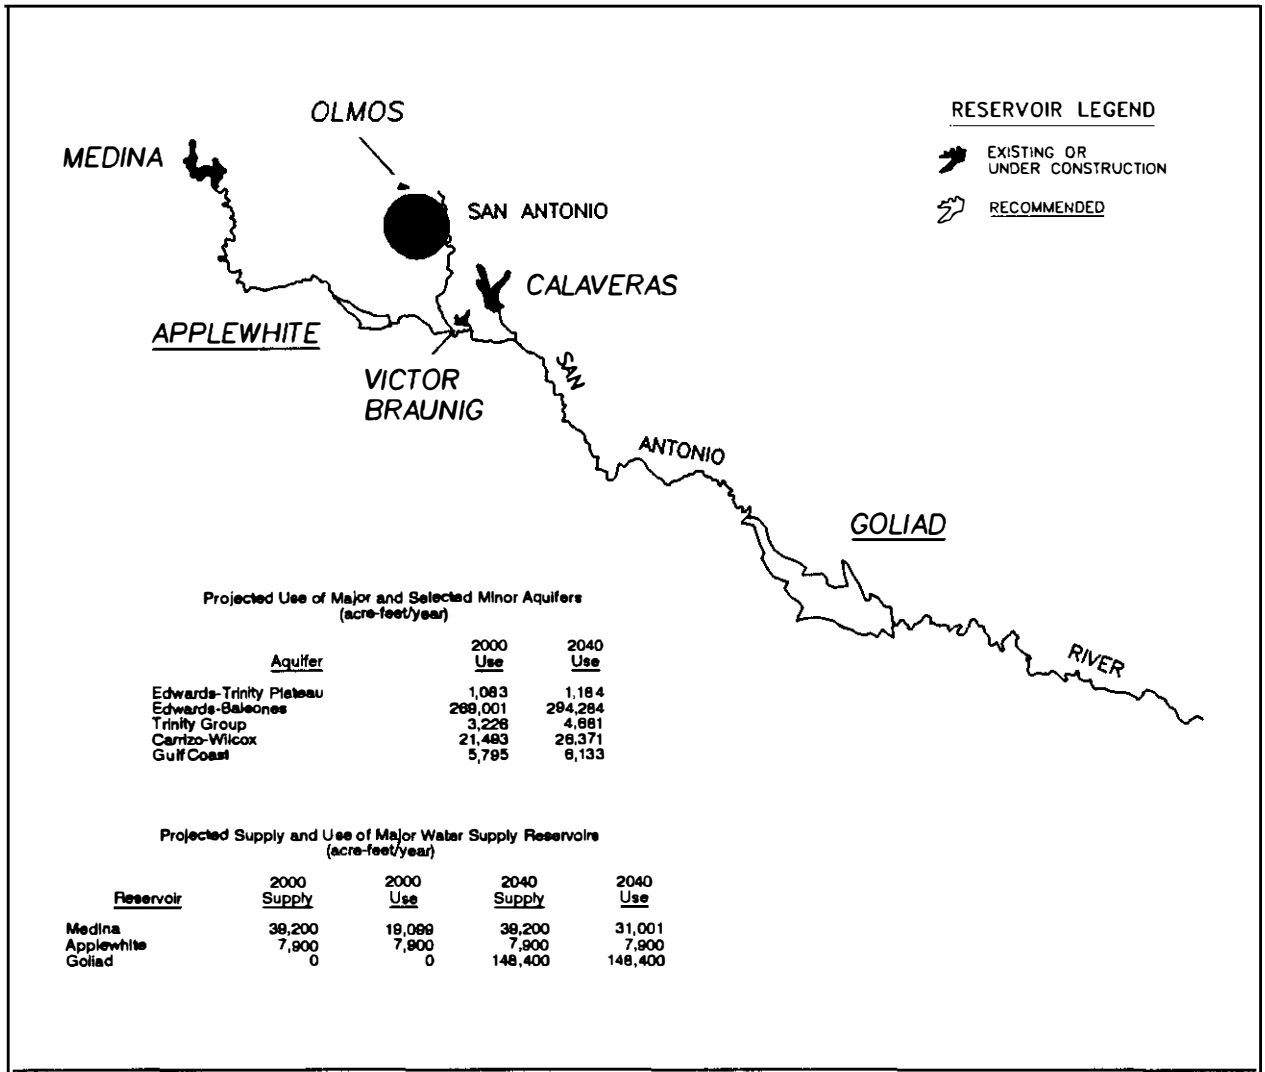 OLMOS
MEDINA
SAN ANTONIO
CALAVERAS
APPLEWHITE
VICTOR
BRAUNIG
SAN
ANTONIO
GOLIAD
RIVER
RESERVOIR LEGEND
EXISTING OR
UNDER CONSTRUCTION
RECOMMENDED
Projected Use of Major and Selected Minor Aquifers
(acre-feet/year)
2000 2040
Aquifer Use Use
Edwards-Trinity Plateau 1,083 1,184
Edwards-Baleones 269,001 294,264
Trinity Group 3,226 4,681
Carrizo-Wilcox 21,493 26,371
Gulf Coast 5,795 6,133
Projected Supply and Use of Major Water Supply Reservoirs
(acre-feet/year)
2000 2000 2040 2040
Reservoir Supply Use Supply Use
Medina 39,200 19,099 39,200 31,001
Applewhite 7,900 7,900 7,900 7,900
Goliad 0 0 148,400 148,400